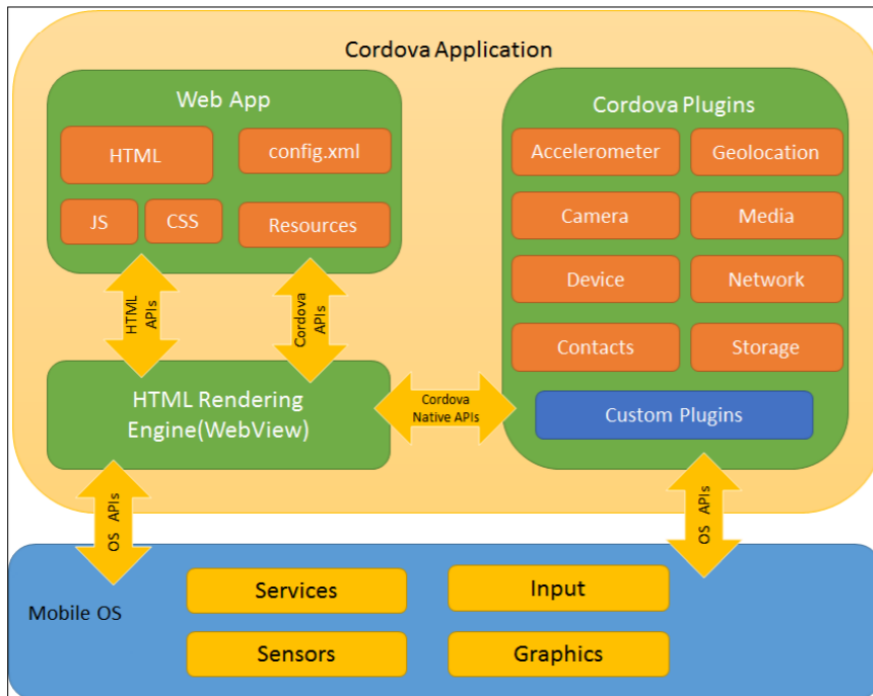 Cordova Application
Web App
HTML
config.xml
JS
CSS
Resources
Cordova Plugins
Accelerometer
Geolocation
Camera
Media
Device
Network
Contacts
Storage
Custom Plugins
HTML
APIs
Cordova
APIs
HTML Rendering
Engine(WebView)
Cordova
Native APIs
OS APIs
OS APIs
Mobile OS
Services
Input
Sensors
Graphics